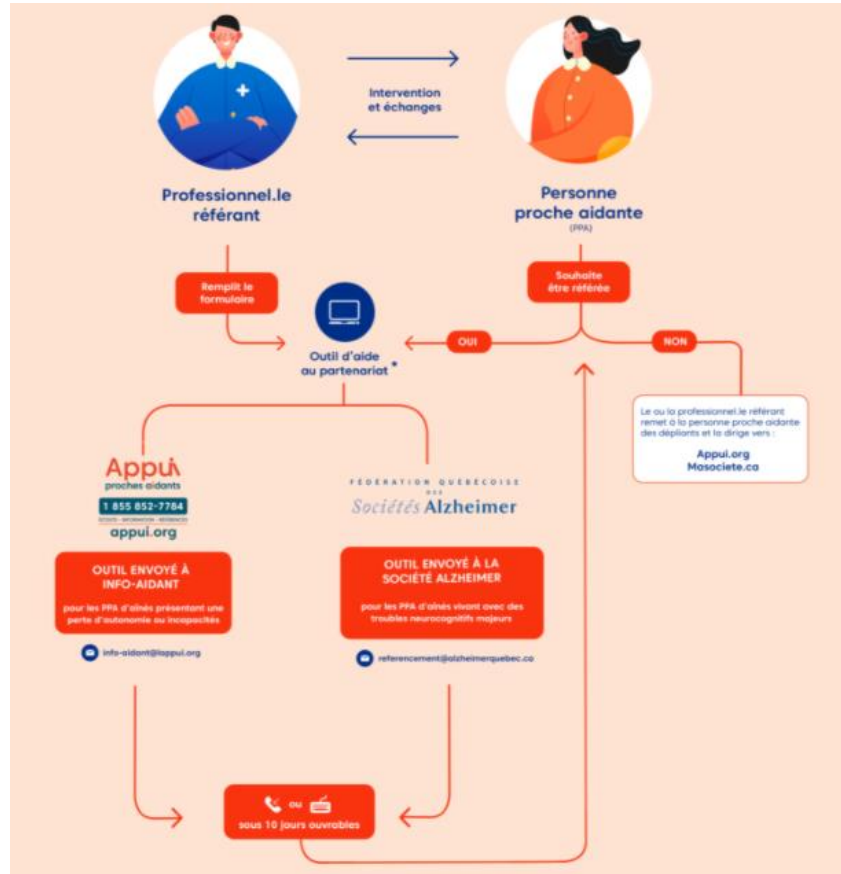 Intervention
et échanges
Professionnel.le
référant
Personne
proche aidante
(PPA)
Remplit le
formulaire
Souhaite
être référée
OUI
NON
Outil d'aide
au partenariat *
Le ou la professionnel.le référant
remet à la personne proche aidante
des dépliants et la dirige vers :
Appui.org
Masociete.ca
Appui
proches aidants
1 855 852-7784
ÉCOUTE - INFORMATION - RÉFÉRENCES
appui.org
FÉDÉRATION QUÉBÉCOISE
DES
Sociétés Alzheimer
OUTIL ENVOYÉ À
INFO-AIDANT
pour les PPA d'aînés présentant une
perte d'autonomie ou incapacités
info-aidant@lappui.org
OUTIL ENVOYÉ À LA
SOCIÉTÉ ALZHEIMER
pour les PPA d'aînés vivant avec des
troubles neurocognitifs majeurs
referencement@alzheimerquebec.ca
ou
sous 10 jours ouvrables